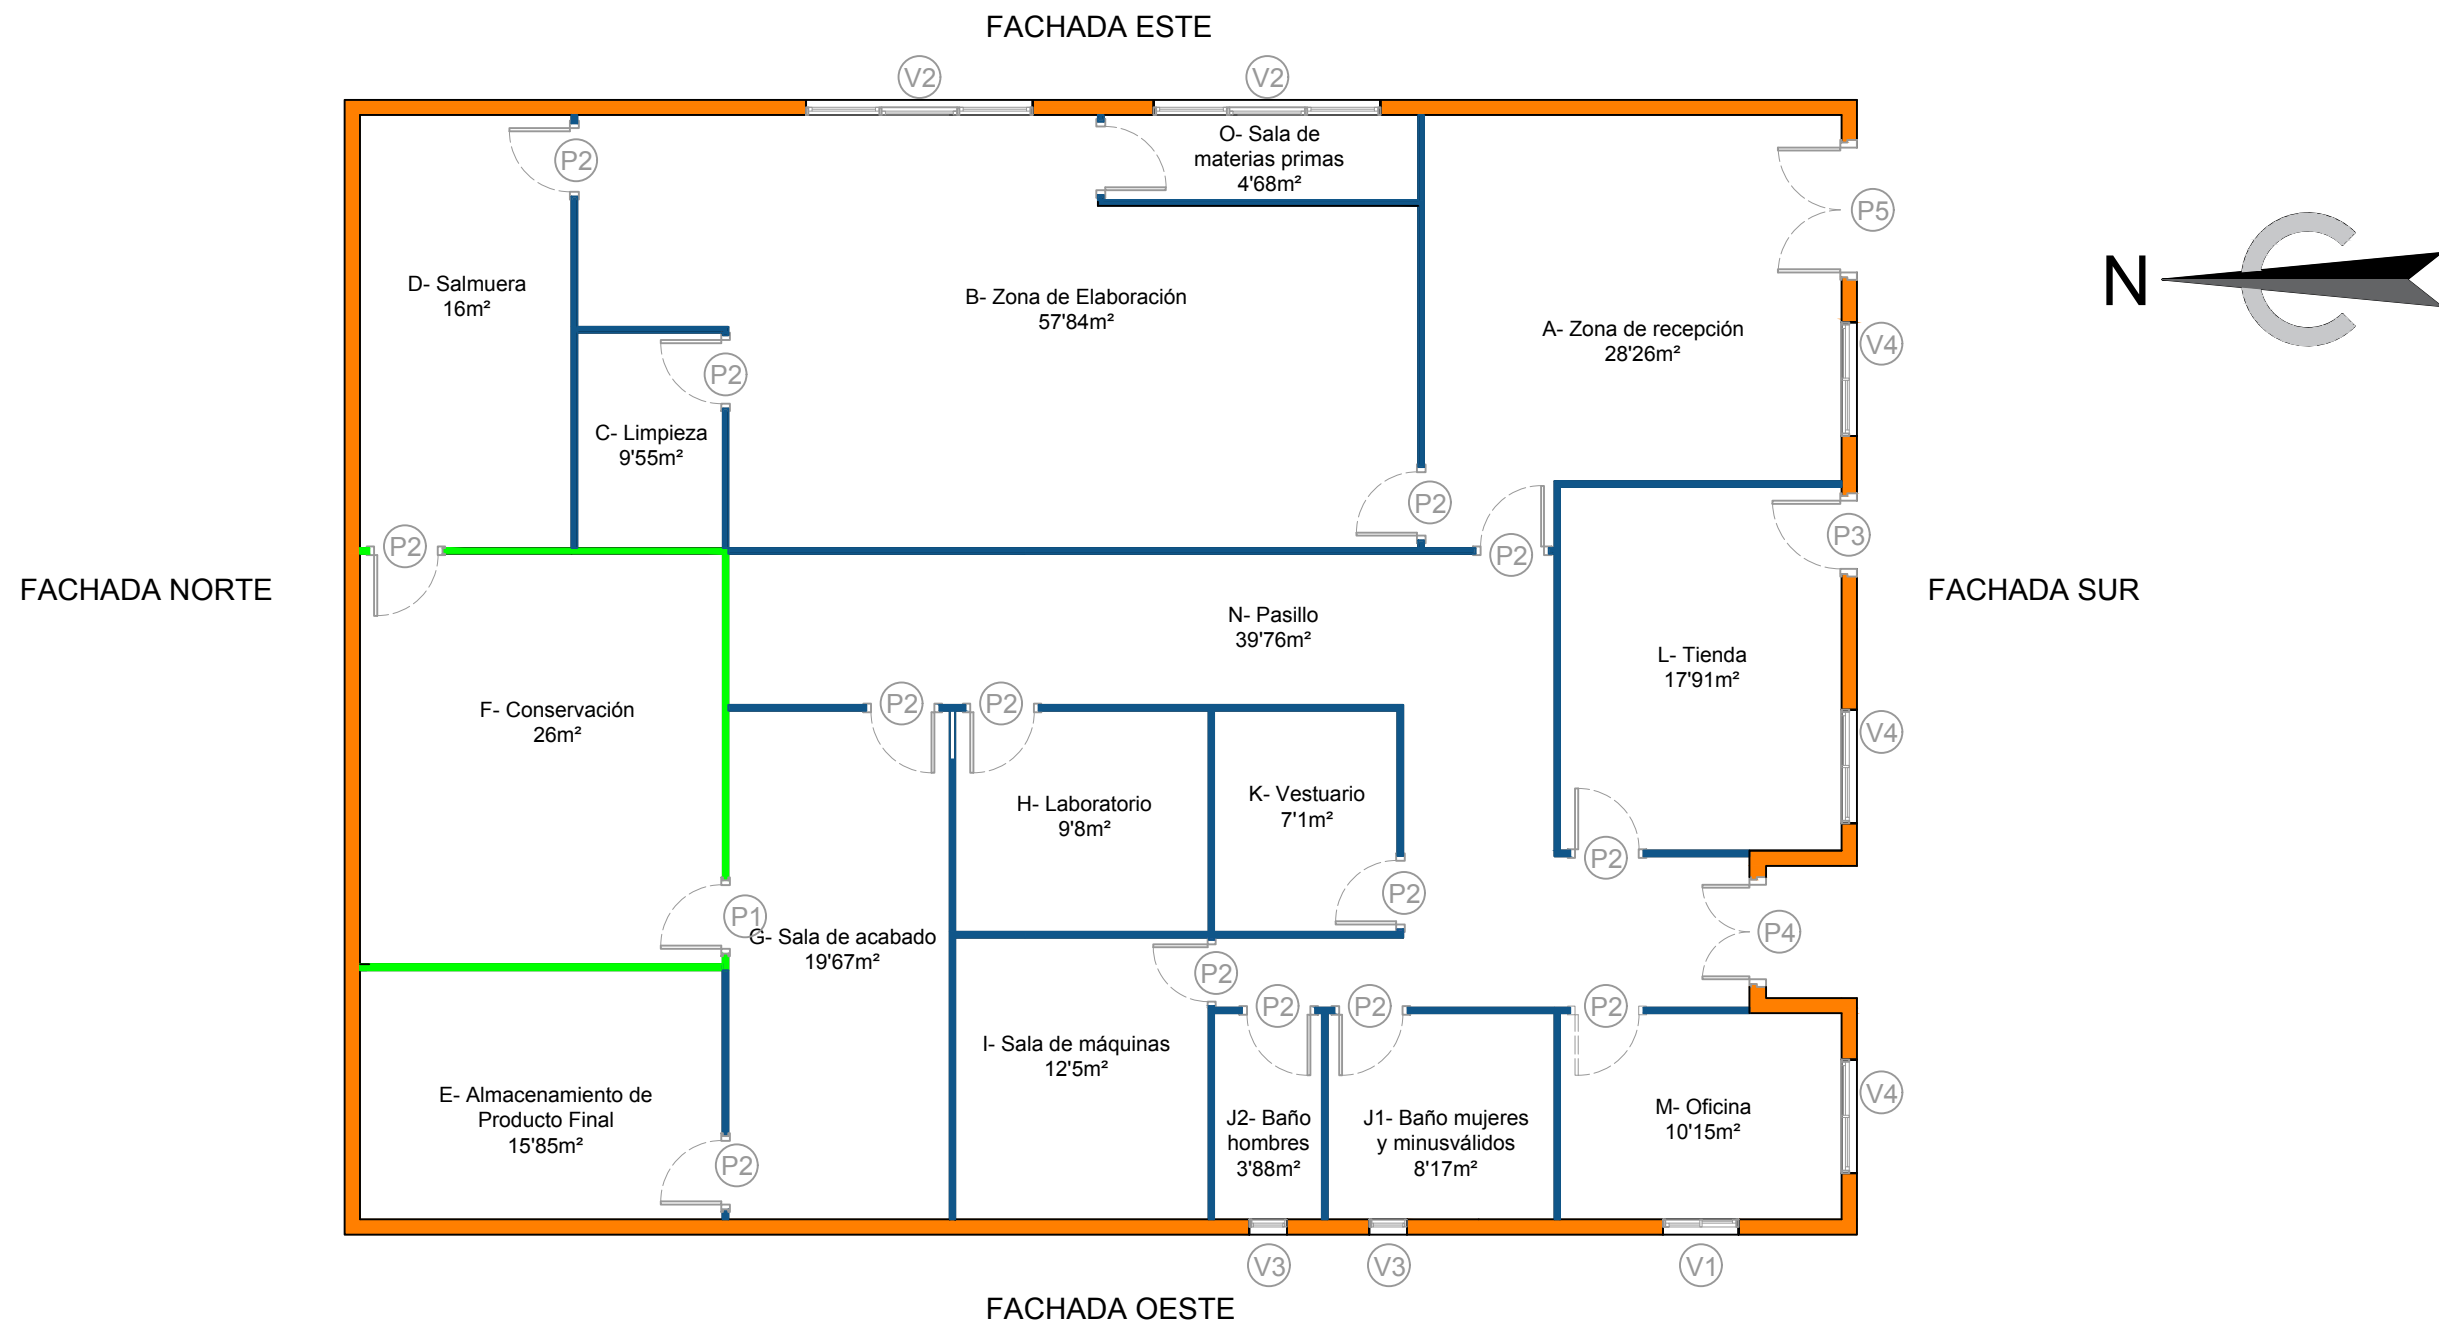 FACHADA ESTE
V2
V2
P2
O- Sala de
materias primas
4'68m²
P5
D- Salmuera
16m²
B- Zona de Elaboración
57'84m²
A- Zona de recepción
28'26m²
V4
N
P2
C- Limpieza
9'55m²
P2
P2
P2
P3
FACHADA NORTE
FACHADA SUR
N- Pasillo
39'76m²
L- Tienda
17'91m²
F- Conservación
26m²
P2
P2
V4
H- Laboratorio
9'8m²
K- Vestuario
7'1m²
P2
P2
P1
G- Sala de acabado
19'67m²
P4
P2
P2
P2
P2
I- Sala de máquinas
12'5m²
E- Almacenamiento de
Producto Final
15'85m²
J2- Baño
hombres
3'88m²
J1- Baño mujeres
y minusválidos
8'17m²
M- Oficina
10'15m²
V4
P2
V3
V3
V1
FACHADA OESTE